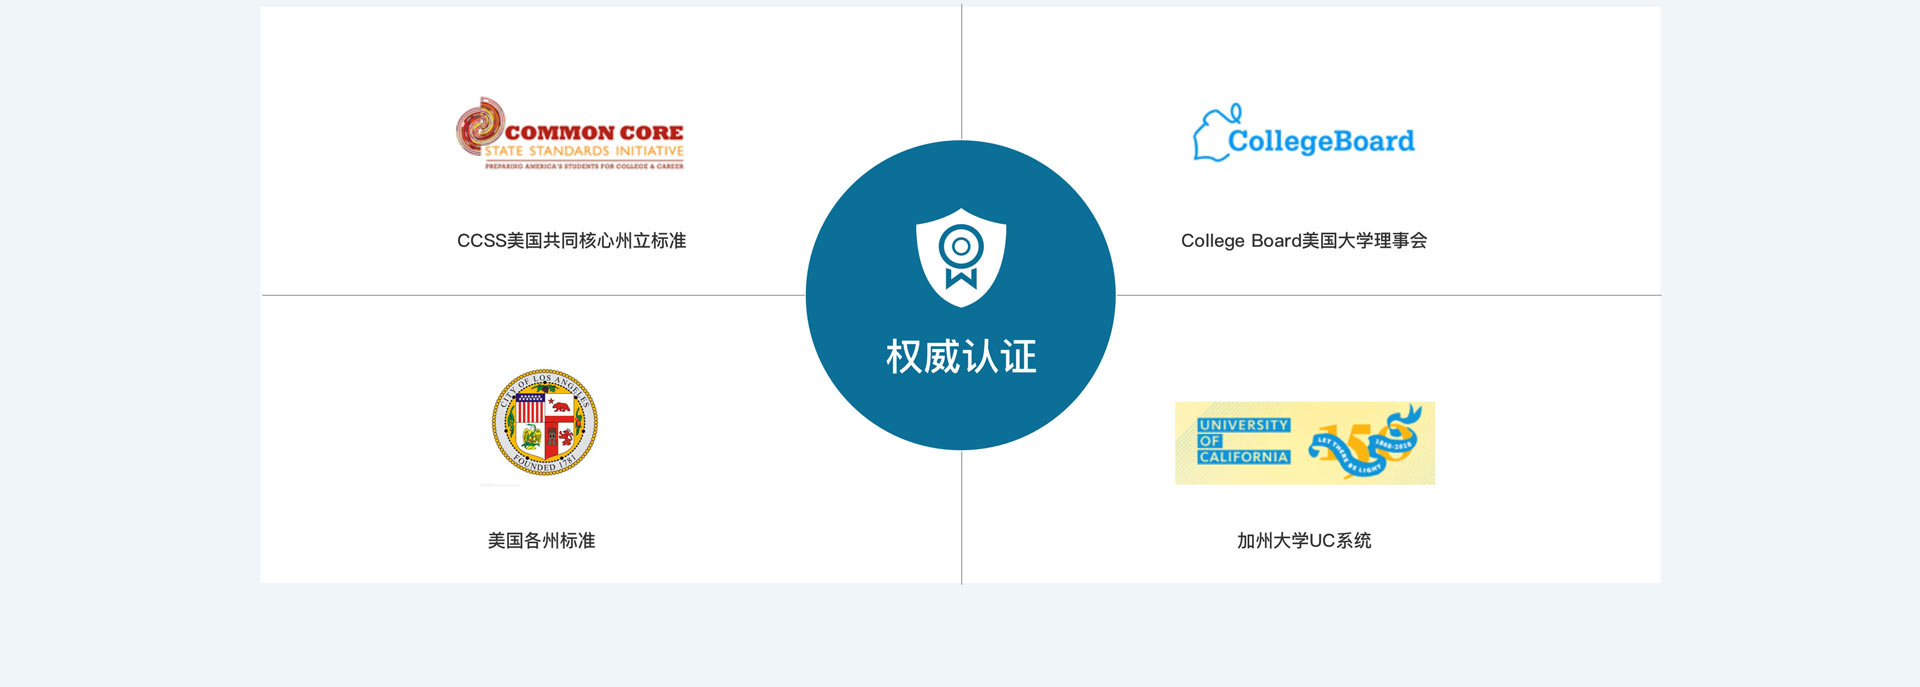 COMMON CORE
STATE STANDARDS INITIATIVE
PREPARING AMERICA'S STUDENTS FOR COLLEGE & CAREER
CCSS美国共同核心州立标准
CollegeBoard
College Board美国大学理事会
权威认证
CITY OF LOS ANGELES
FOUNDED 1781
美国各州标准
UNIVERSITY
OF
CALIFORNIA
150
LET THERE BE LIGHT
1868-2018
加州大学UC系统